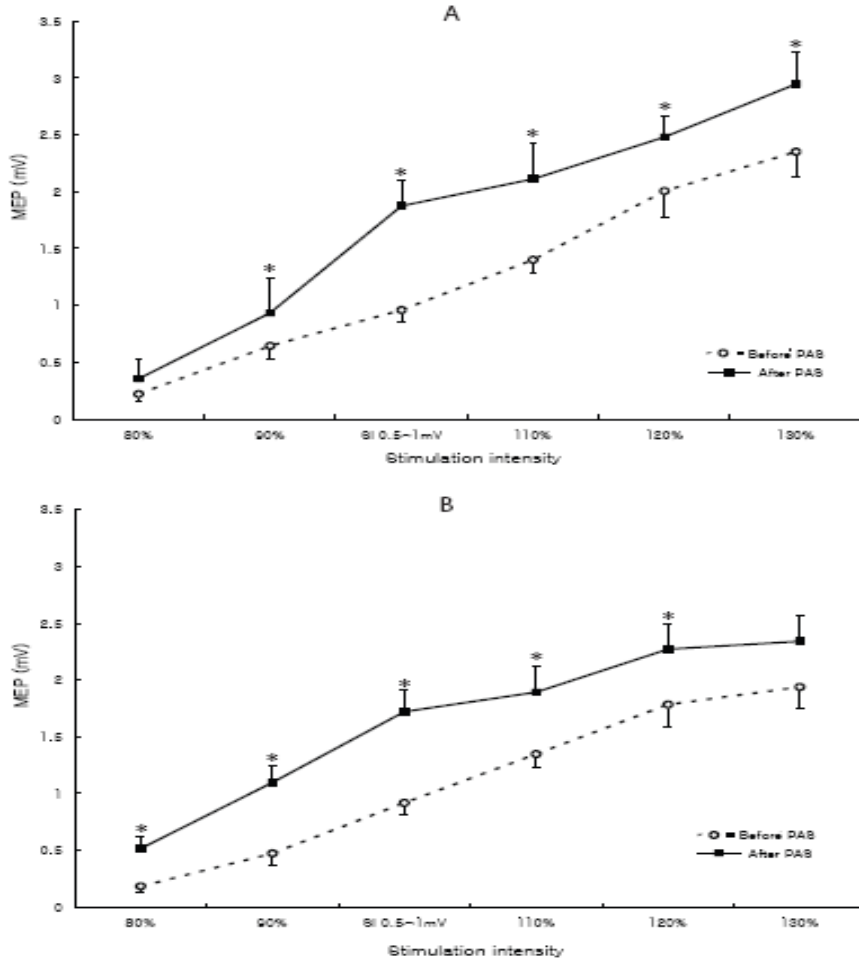 A
3.5
*
*
3
*
2.5
*
2
MEP (mV)
1.5
*
1
0.5
Before PAS
After PAS
0
80% 90% SI 0.5~1mV 110% 120% 130%
Stimulation intensity
B
3.5
3
2.5
*
*
2
*
MEP (mV)
1.5
*
1
*
0.5
Before PAS
After PAS
0
80% 90% SI 0.5~1mV 110% 120% 130%
Stimulation intensity